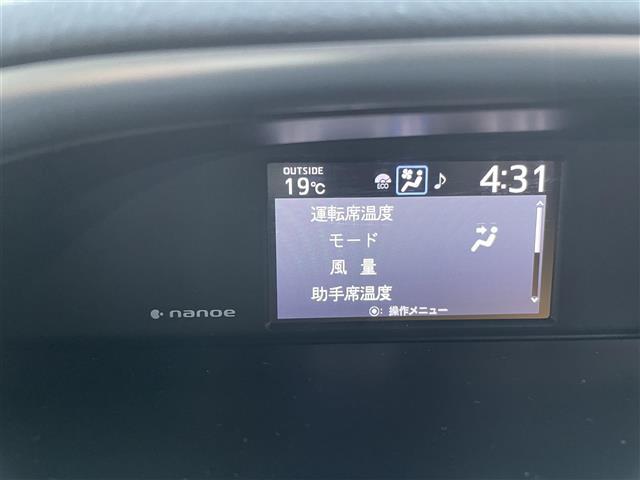 OUTSIDE
19℃ ECO ♪ 4:31
運転席温度
モード
風 量
助手席温度
◉: 操作メニュー
nanoe